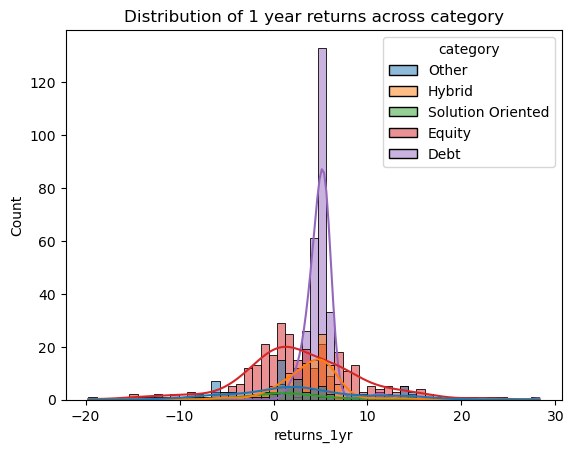 Distribution of 1 year returns across category
category
Other
Hybrid
Solution Oriented
Equity
Debt
Count
120
100
80
60
40
20
0
−20 −10 0 10 20 30
returns_1yr